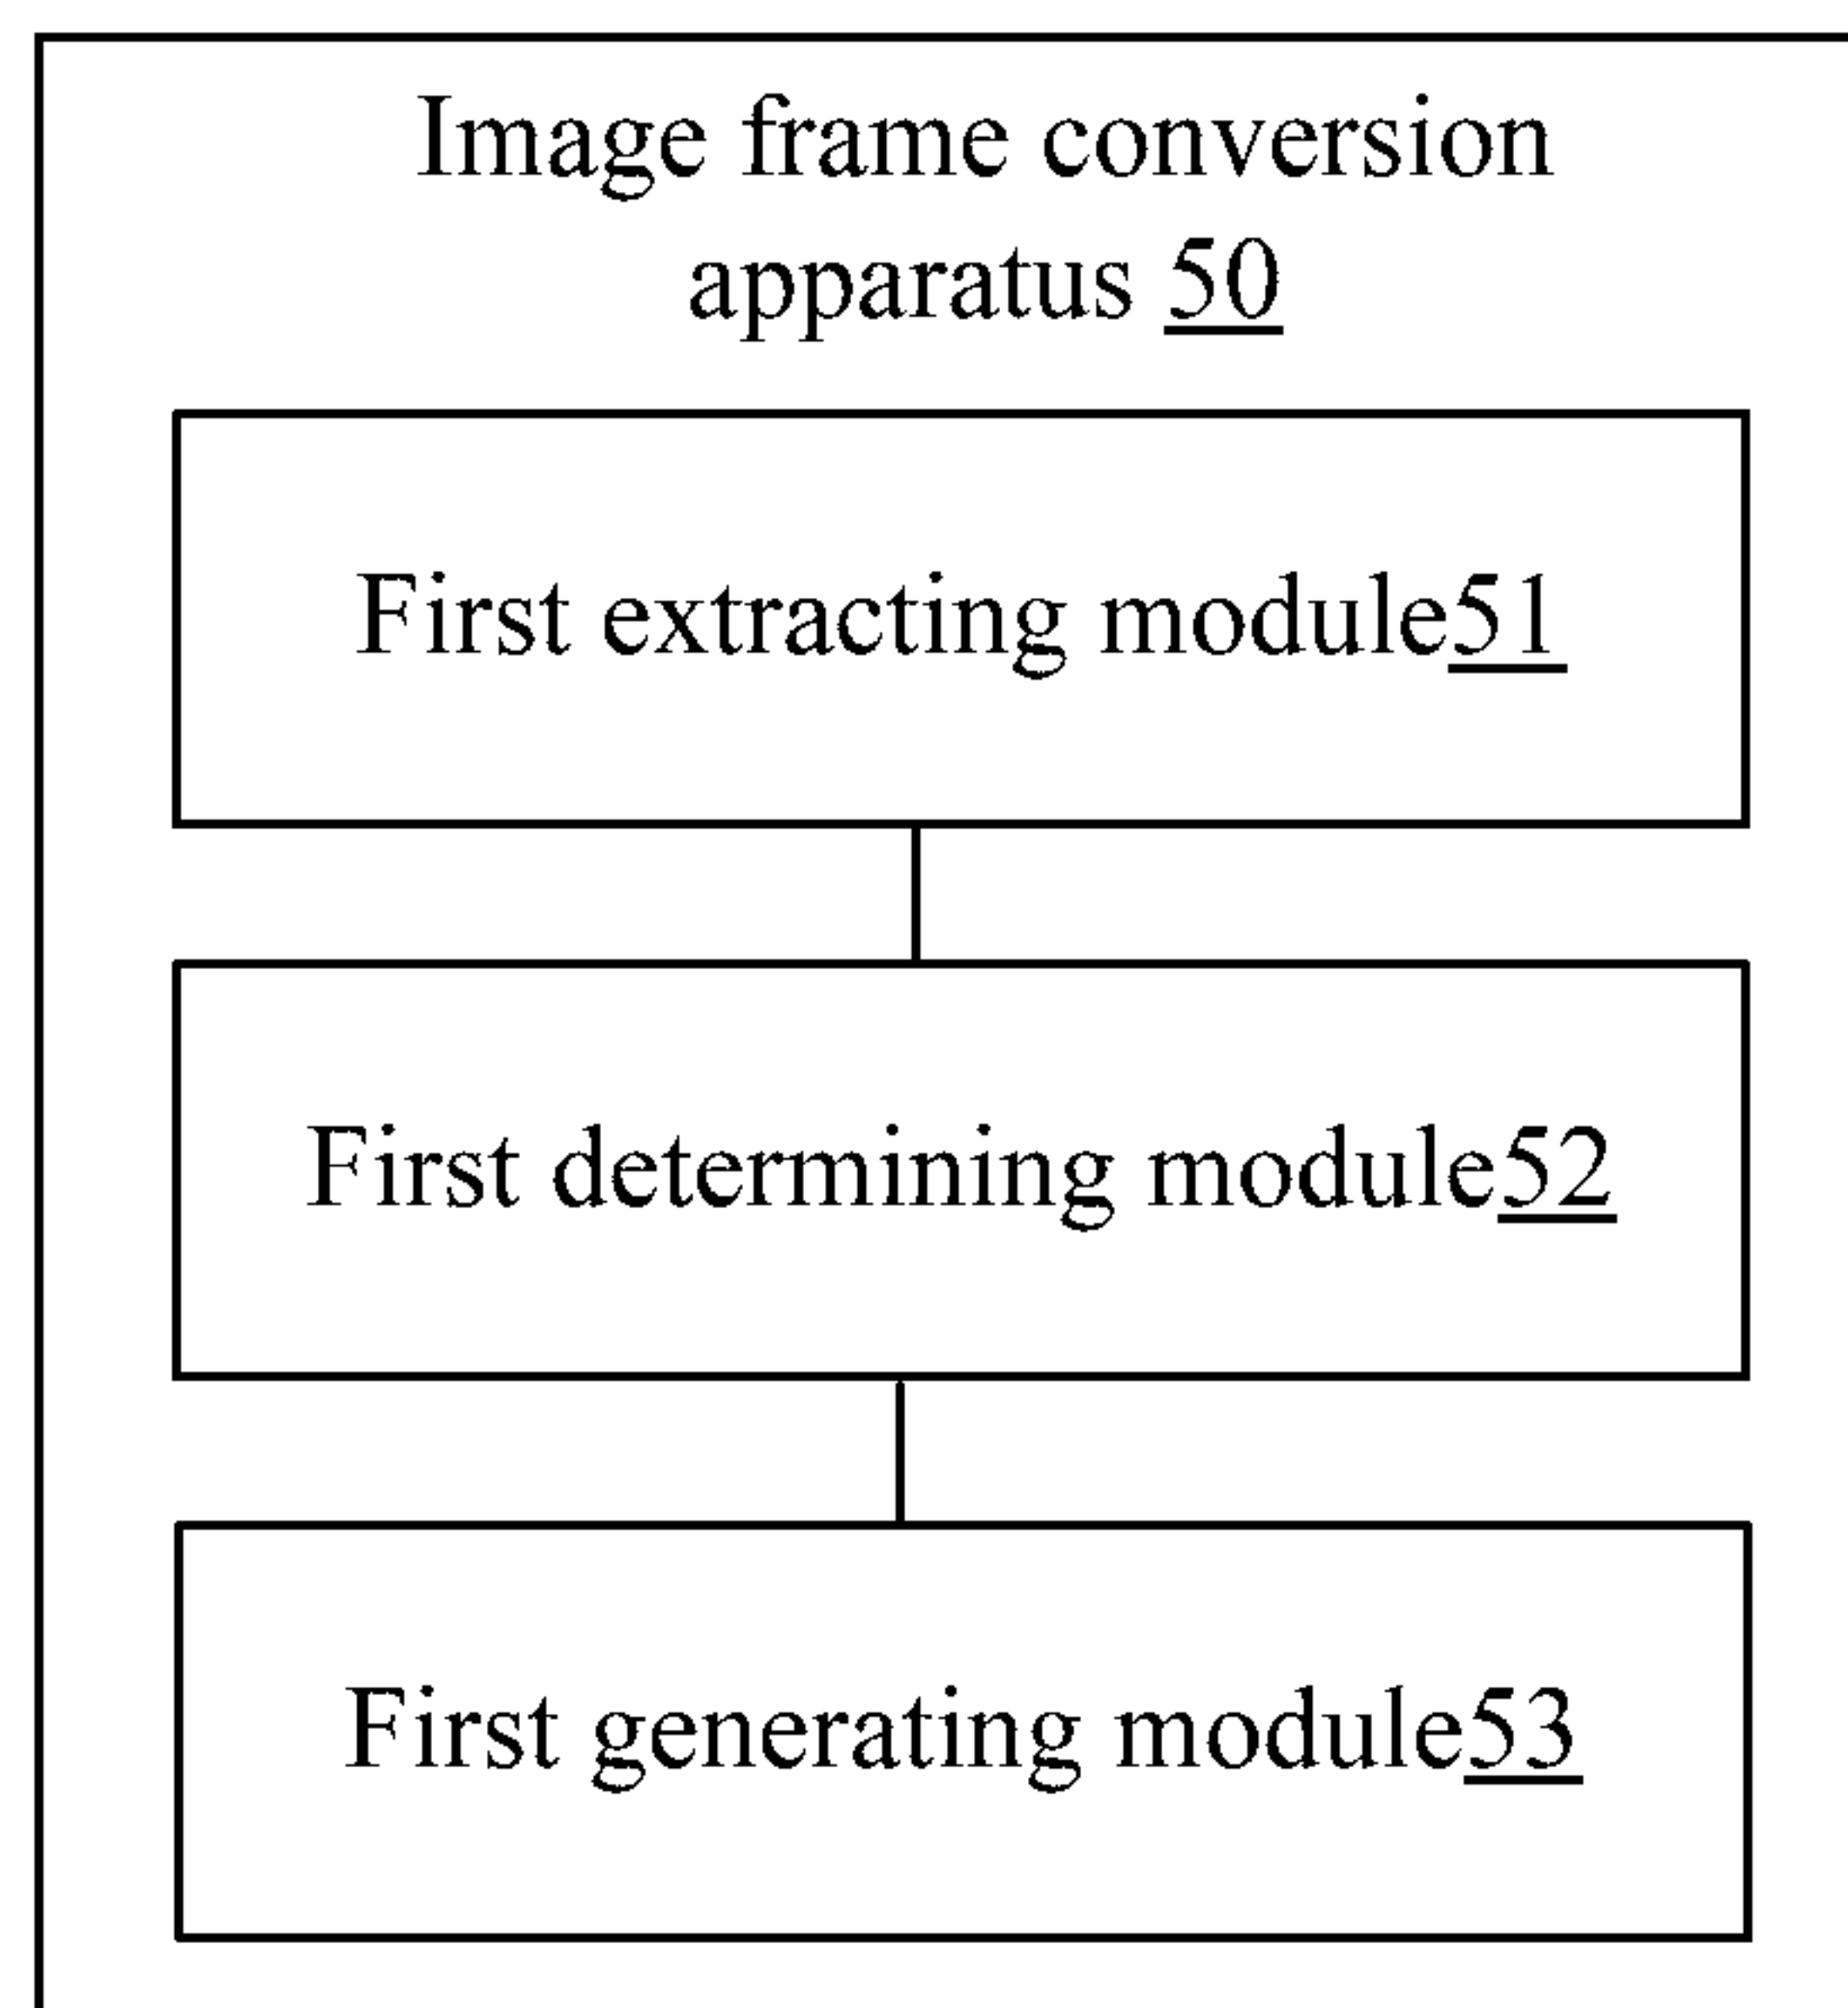 Image frame conversion
apparatus 50
First extracting module51
First determining module52
First generating module53